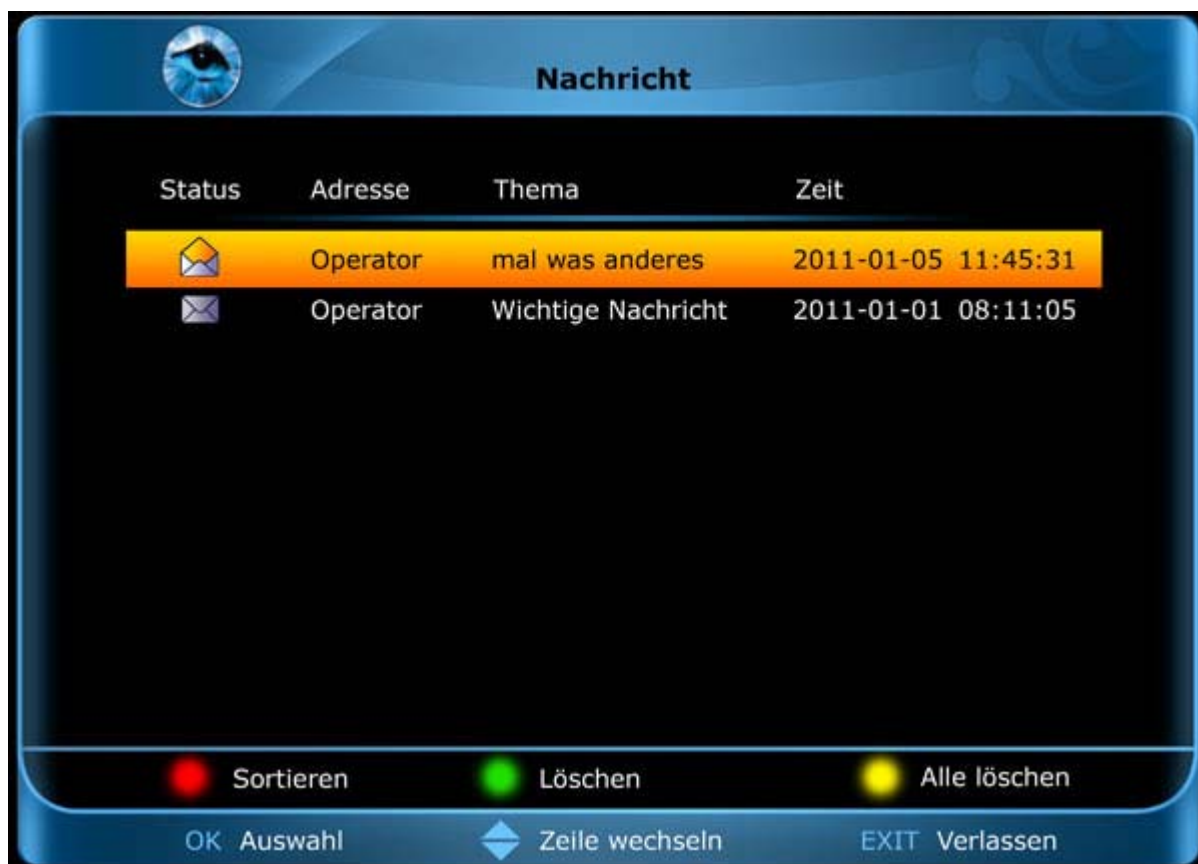 Nachricht
Status Adresse Thema Zeit
Operator mal was anderes 2011-01-05 11:45:31
Operator Wichtige Nachricht 2011-01-01 08:11:05
Sortieren Löschen Alle löschen
OK Auswahl Zeile wechseln EXIT Verlassen